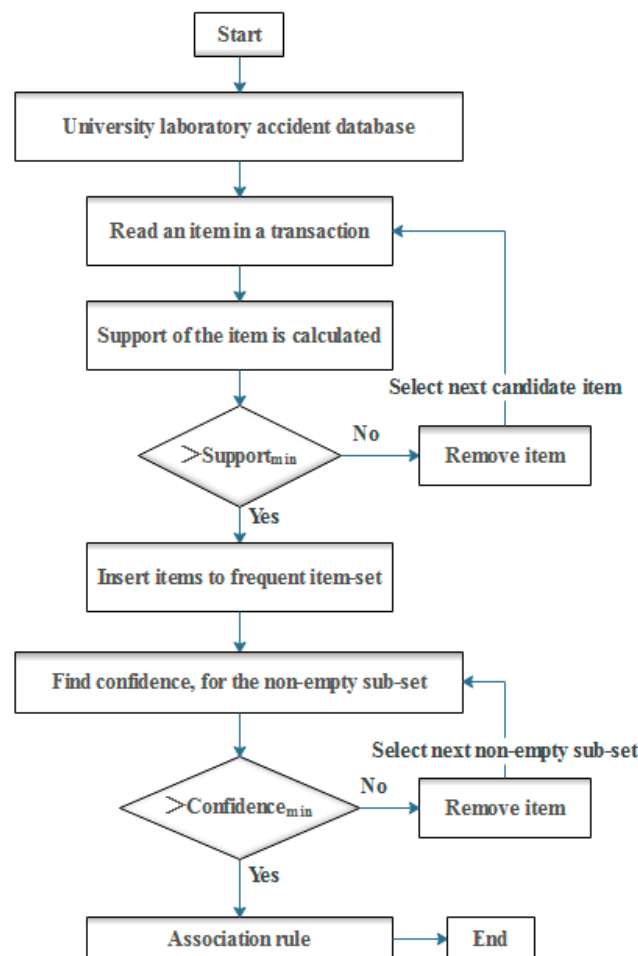 Start
University laboratory accident database
Read an item in a transaction
Support of the item is calculated
Select next candidate item
>Supportmin
No
Remove item
Yes
Insert items to frequent item-set
Find confidence, for the non-empty sub-set
Select next non-empty sub-set
>Confidencemin
No
Remove item
Yes
Association rule
End